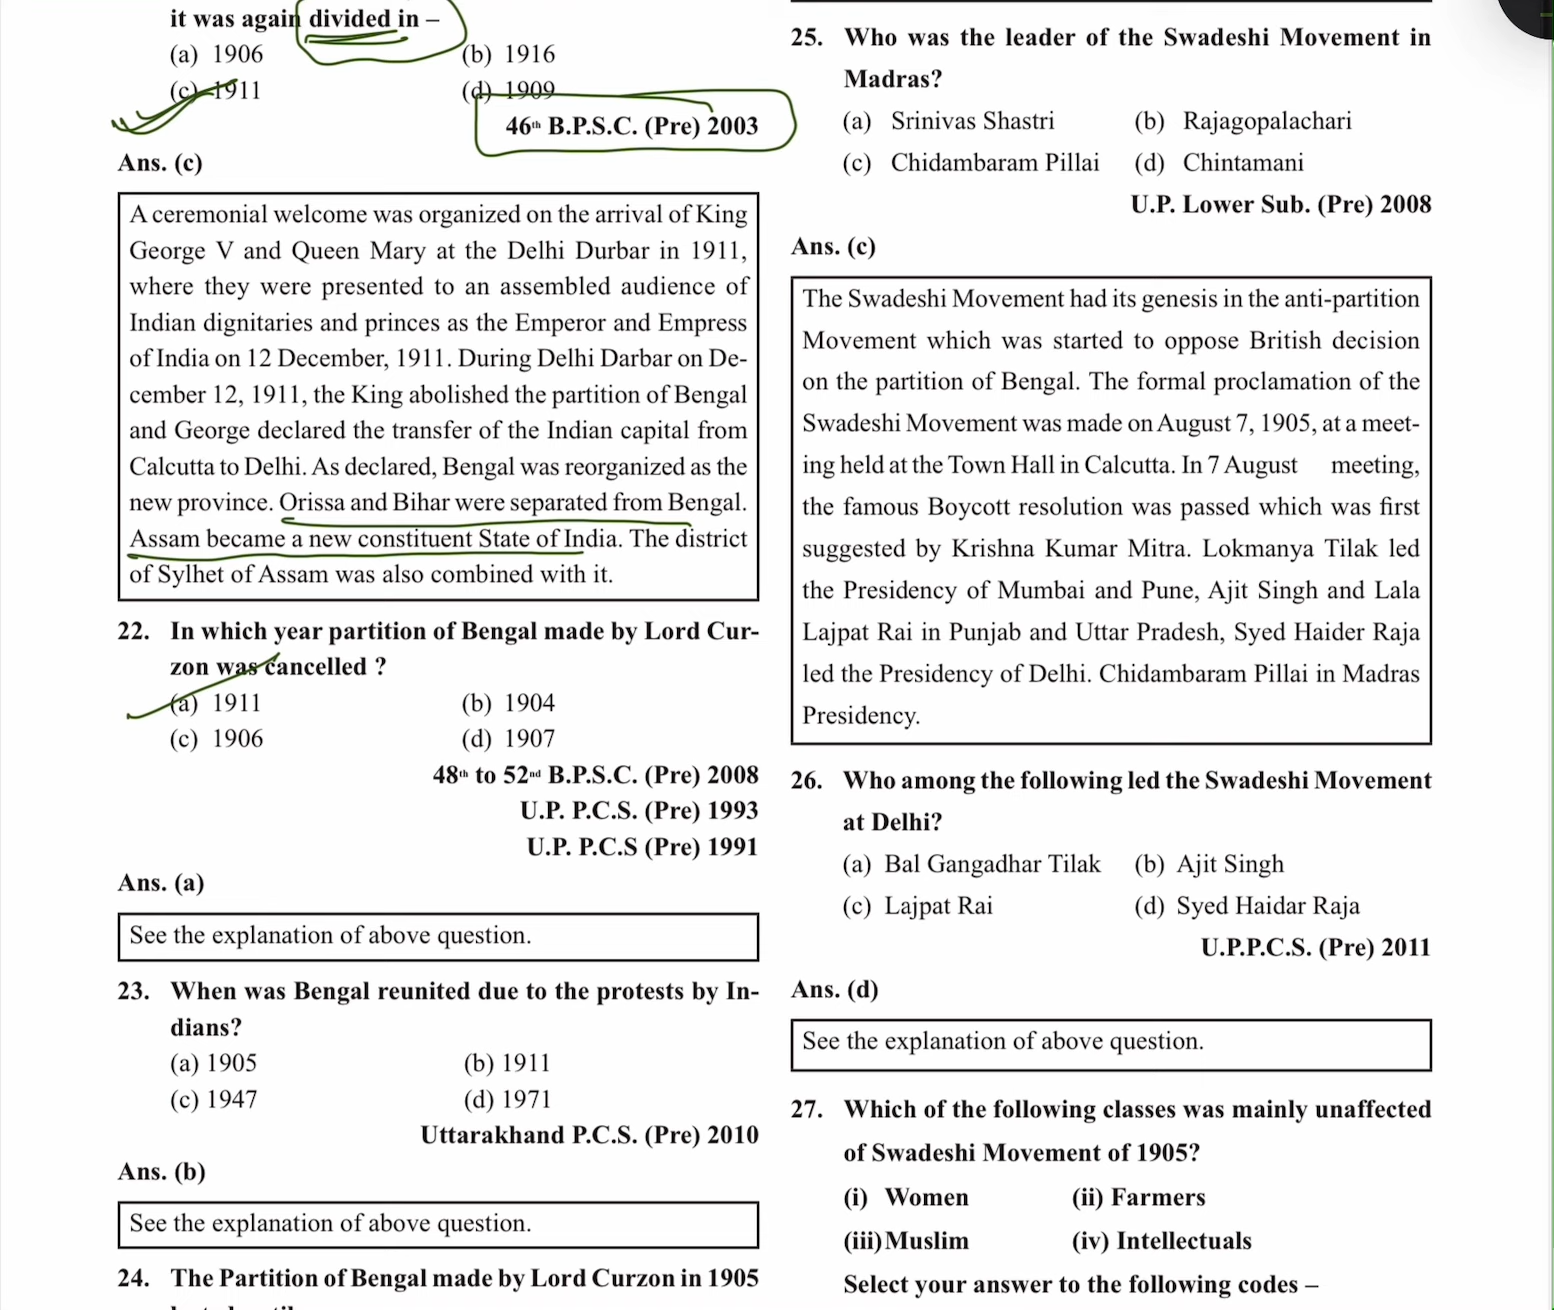 it was again divided in –
(a) 1906 (b) 1916
(c) 1911 (d) 1909
46th B.P.S.C. (Pre) 2003
Ans. (c)
A ceremonial welcome was organized on the arrival of King
George V and Queen Mary at the Delhi Durbar in 1911,
where they were presented to an assembled audience of
Indian dignitaries and princes as the Emperor and Empress
of India on 12 December, 1911. During Delhi Darbar on De-
cember 12, 1911, the King abolished the partition of Bengal
and George declared the transfer of the Indian capital from
Calcutta to Delhi. As declared, Bengal was reorganized as the
new province. Orissa and Bihar were separated from Bengal.
Assam became a new constituent State of India. The district
of Sylhet of Assam was also combined with it.
22. In which year partition of Bengal made by Lord Cur-
zon was cancelled ?
(a) 1911 (b) 1904
(c) 1906 (d) 1907
48th to 52nd B.P.S.C. (Pre) 2008
U.P. P.C.S. (Pre) 1993
U.P. P.C.S (Pre) 1991
Ans. (a)
See the explanation of above question.
23. When was Bengal reunited due to the protests by In-
dians?
(a) 1905 (b) 1911
(c) 1947 (d) 1971
Uttarakhand P.C.S. (Pre) 2010
Ans. (b)
See the explanation of above question.
24. The Partition of Bengal made by Lord Curzon in 1905
25. Who was the leader of the Swadeshi Movement in
Madras?
(a) Srinivas Shastri (b) Rajagopalachari
(c) Chidambaram Pillai (d) Chintamani
U.P. Lower Sub. (Pre) 2008
Ans. (c)
The Swadeshi Movement had its genesis in the anti-partition
Movement which was started to oppose British decision
on the partition of Bengal. The formal proclamation of the
Swadeshi Movement was made on August 7, 1905, at a meet-
ing held at the Town Hall in Calcutta. In 7 August meeting,
the famous Boycott resolution was passed which was first
suggested by Krishna Kumar Mitra. Lokmanya Tilak led
the Presidency of Mumbai and Pune, Ajit Singh and Lala
Lajpat Rai in Punjab and Uttar Pradesh, Syed Haider Raja
led the Presidency of Delhi. Chidambaram Pillai in Madras
Presidency.
26. Who among the following led the Swadeshi Movement
at Delhi?
(a) Bal Gangadhar Tilak (b) Ajit Singh
(c) Lajpat Rai (d) Syed Haidar Raja
U.P.P.C.S. (Pre) 2011
Ans. (d)
See the explanation of above question.
27. Which of the following classes was mainly unaffected
of Swadeshi Movement of 1905?
(i) Women (ii) Farmers
(iii) Muslim (iv) Intellectuals
Select your answer to the following codes –